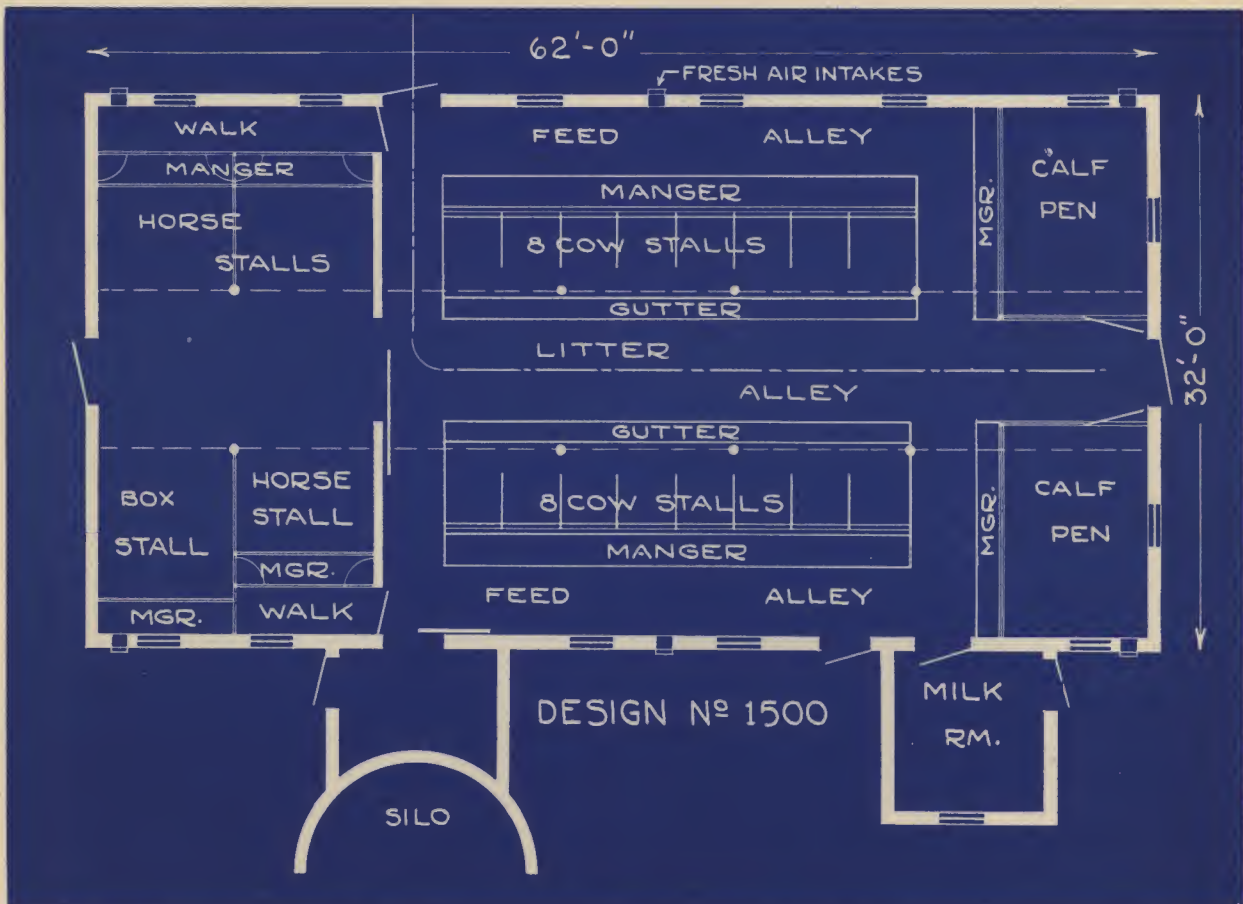 62'-0"
FRESH AIR INTAKES
WALK
MANGER
HORSE
STALLS
FEED ALLEY
MANGER
8 COW STALLS
GUTTER
MGR.
CALF
PEN
LITTER
ALLEY
32'-0"
BOX
STALL
MGR.
HORSE
STALL
MGR.
WALK
GUTTER
8 COW STALLS
MANGER
FEED ALLEY
MGR.
CALF
PEN
DESIGN Nº 1500
MILK
RM.
SILO